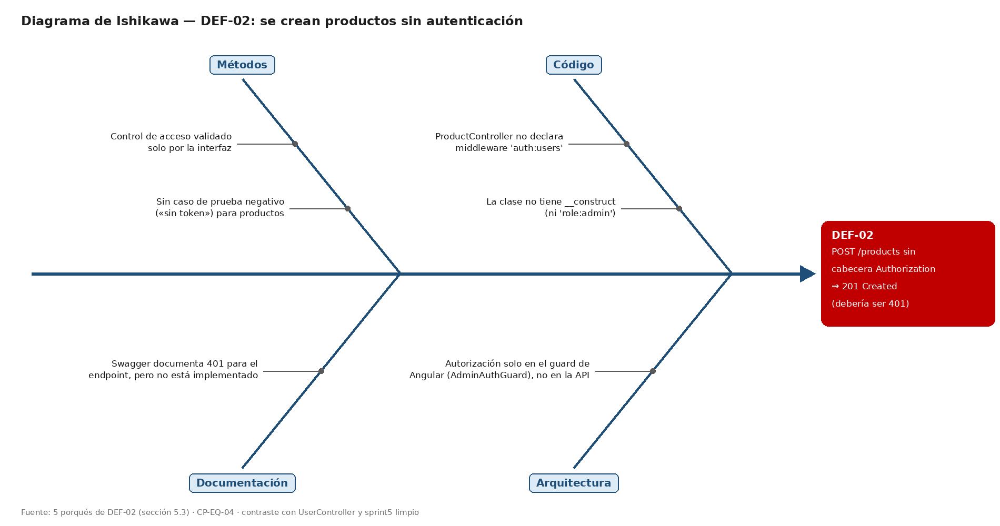 Diagrama de Ishikawa — DEF-02: se crean productos sin autenticación
Métodos
Código
Control de acceso validado
solo por la interfaz
ProductController no declara
middleware 'auth:users'
Sin caso de prueba negativo
(«sin token») para productos
La clase no tiene __construct
(ni 'role:admin')
DEF-02
POST /products sin
cabecera Authorization
→ 201 Created
(debería ser 401)
Swagger documenta 401 para el
endpoint, pero no está implementado
Autorización solo en el guard de
Angular (AdminAuthGuard), no en la API
Documentación
Arquitectura
Fuente: 5 porqués de DEF-02 (sección 5.3) · CP-EQ-04 · contraste con UserController y sprint5 limpio